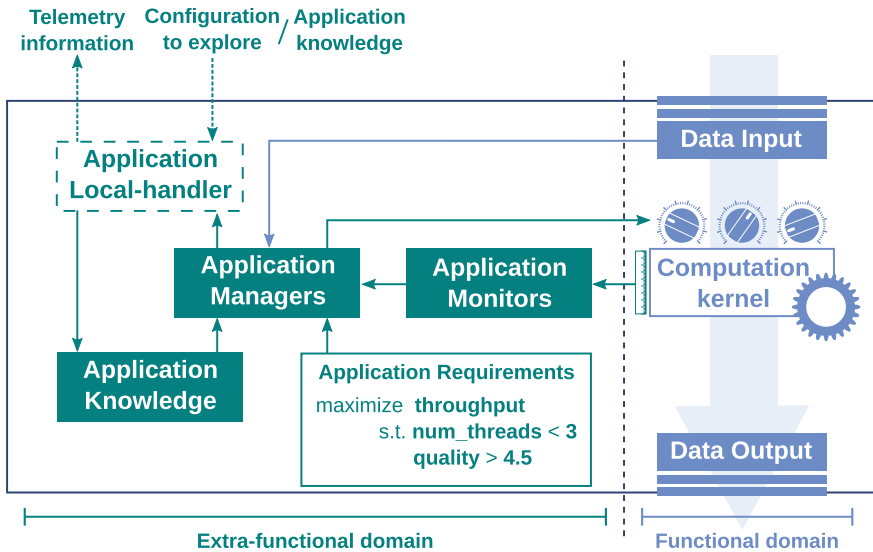 Telemetry
information
Configuration
to explore
/
Application
knowledge
Application
Local-handler
Data Input
Application
Managers
Application
Monitors
Computation
kernel
Application
Knowledge
Application Requirements
maximize throughput
s.t. num_threads < 3
quality > 4.5
Data Output
Extra-functional domain
Functional domain